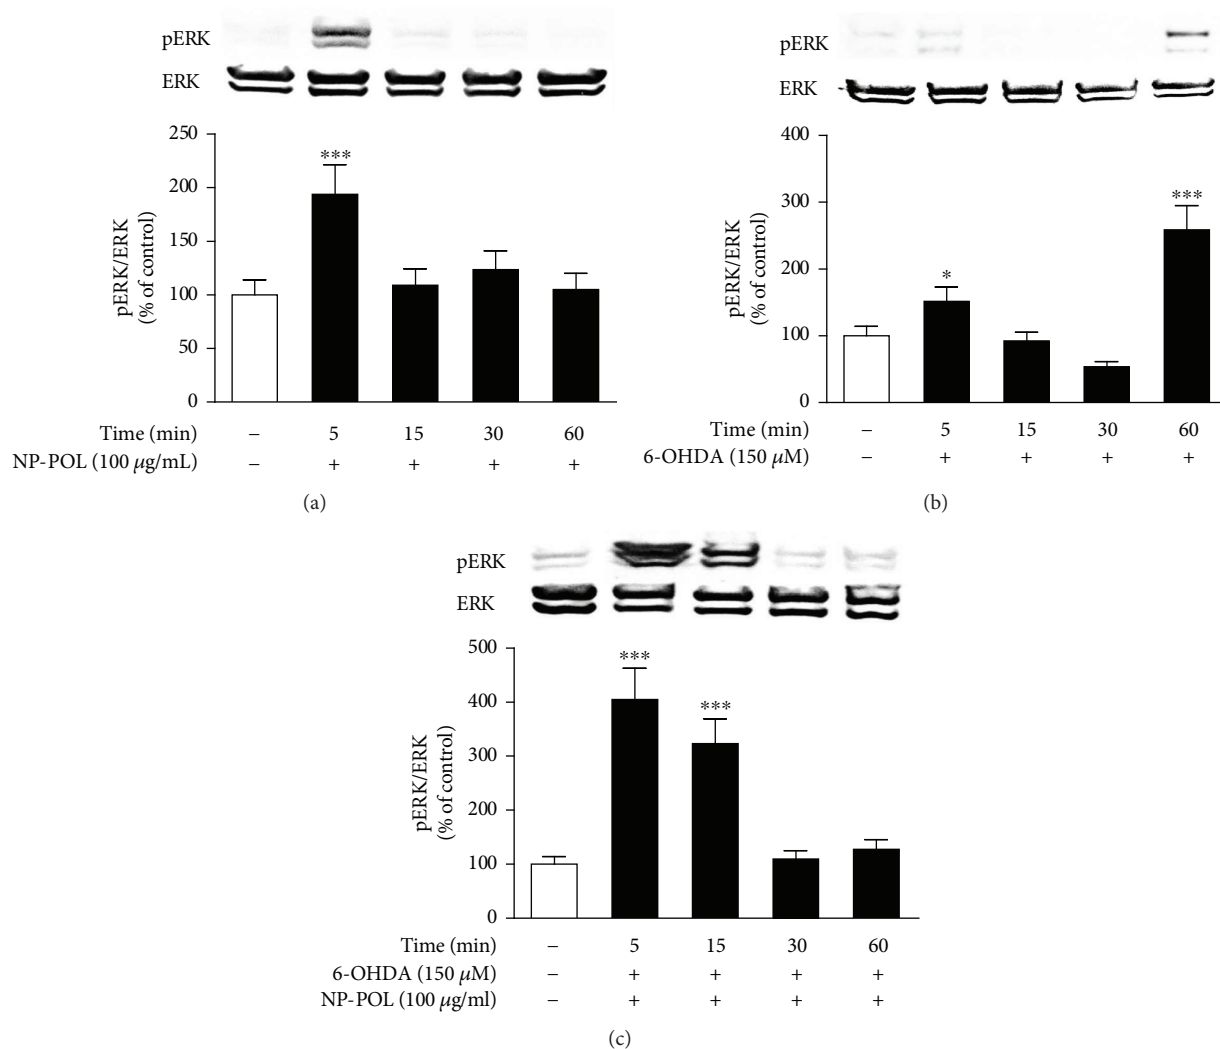 pERK
ERK
250
200
150
100
50
0
pERK/ERK
(% of control)
***
Time (min) – 5 15 30 60
NP-POL (100 μg/mL) – + + + +
(a)
pERK
ERK
400
300
200
100
0
pERK/ERK
(% of control)
*
***
Time (min) – 5 15 30 60
6-OHDA (150 μM) – + + + +
(b)
pERK
ERK
500
400
300
200
100
0
pERK/ERK
(% of control)
***
***
Time (min) – 5 15 30 60
6-OHDA (150 μM) – + + + +
NP-POL (100 μg/ml) – + + + +
(c)